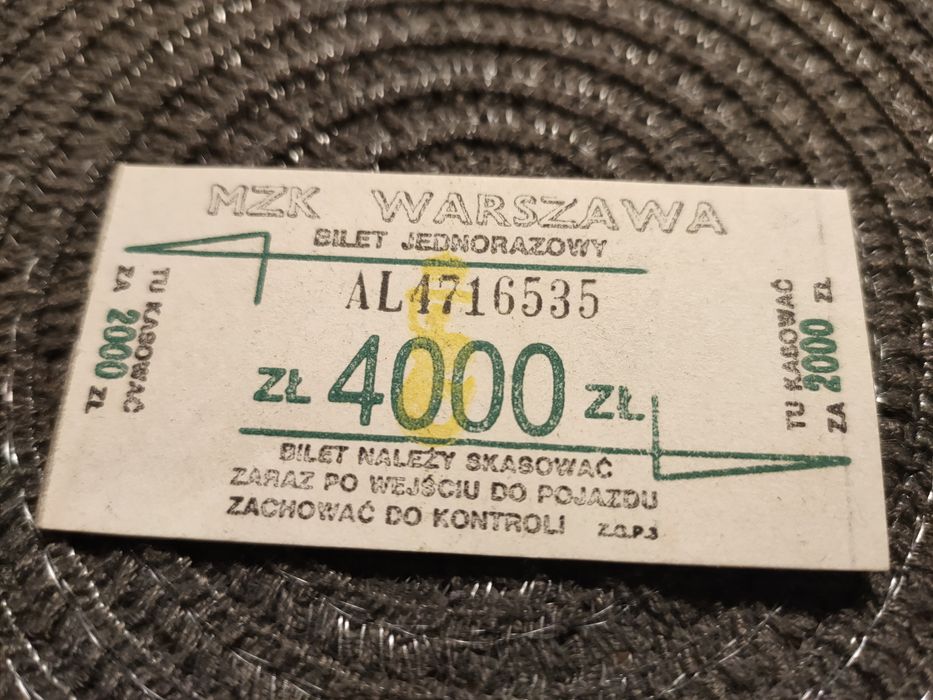 MZK WARSZAWA
BILET JEDNORAZOWY
AL4716535
ZŁ 4000 ZŁ
BILET NALEŻY SKASOWAĆ
ZARAZ PO WEJŚCIU DO POJAZDU
ZACHOWAĆ DO KONTROLI Z.G.P.3
TU KASOWAĆ
ZA 2000 ZŁ
TU KASOWAĆ
ZA 2000 ZŁ